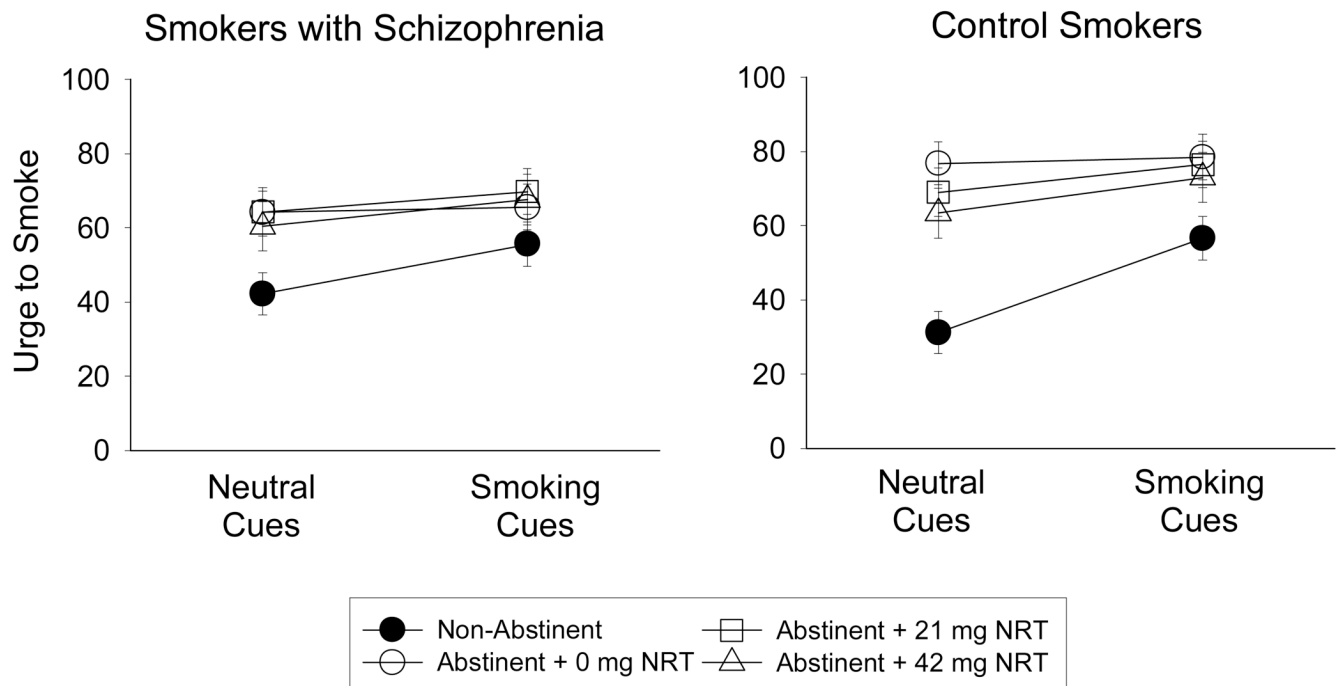 Smokers with Schizophrenia
Control Smokers
Urge to Smoke
100
80
60
40
20
0
Neutral
Cues
Smoking
Cues
100
80
60
40
20
0
Neutral
Cues
Smoking
Cues
Non-Abstinent
Abstinent + 21 mg NRT
Abstinent + 0 mg NRT
Abstinent + 42 mg NRT